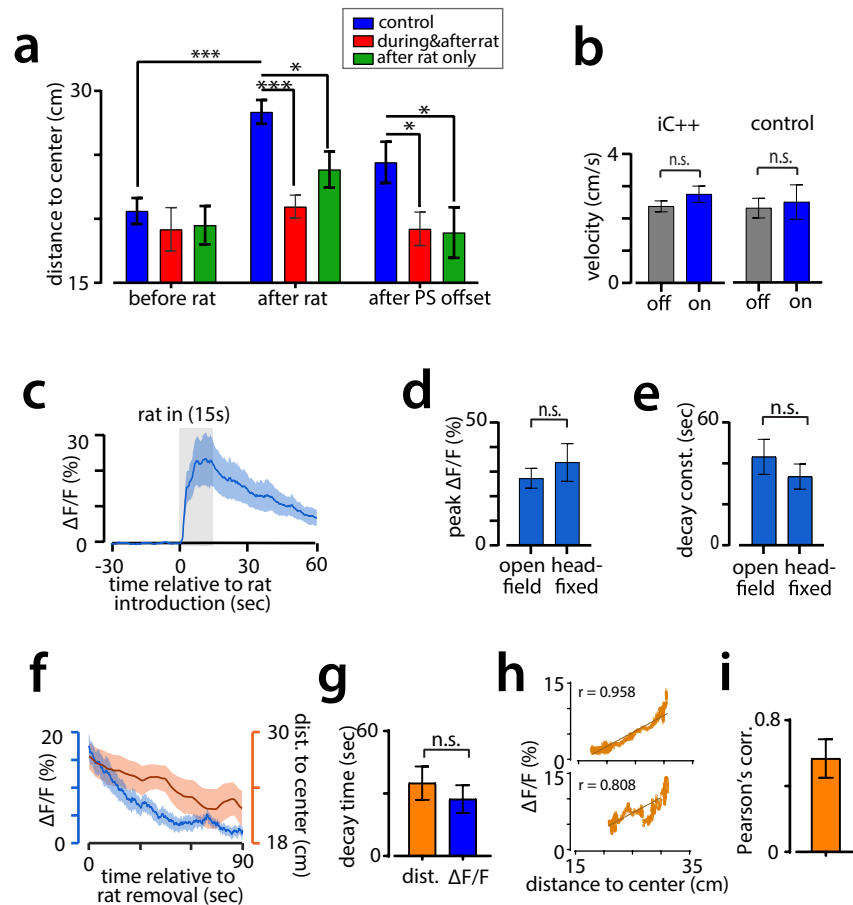 control
during&afterrat
after rat only
a
***
*
***
*
*
30
15
distance to center (cm)
before rat
after rat
after PS offset
b
iC++
control
n.s.
n.s.
4
0
velocity (cm/s)
off
on
off
on
c
rat in (15s)
30
0
ΔF/F (%)
-30
0
30
60
time relative to rat
introduction (sec)
d
n.s.
50
0
peak ΔF/F (%)
open
field
head-
fixed
e
n.s.
60
0
decay const. (sec)
open
field
head-
fixed
f
20
0
ΔF/F (%)
30
18
dist. to
center (cm)
0
90
time relative to
rat removal (sec)
g
n.s.
60
0
decay time (sec)
dist.
ΔF/F
h
15
r = 0.958
0
15
r = 0.808
0
ΔF/F (%)
15
35
distance to center (cm)
i
0.8
0
Pearson's corr.